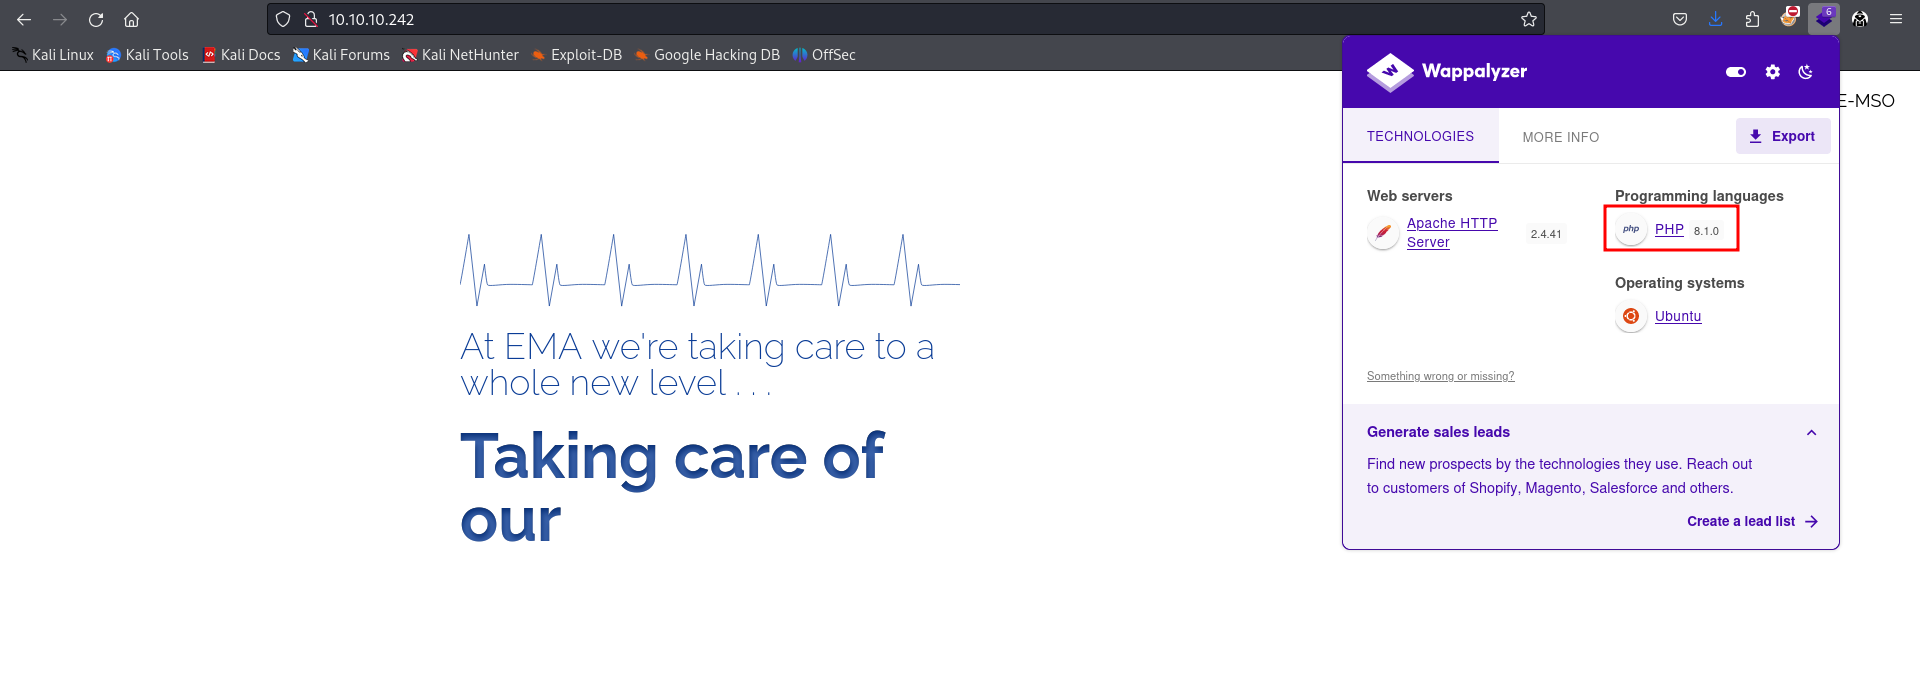 10.10.10.242
6
Kali Linux Kali Tools Kali Docs Kali Forums Kali NetHunter Exploit-DB Google Hacking DB OffSec
Wappalyzer
E-MSO
TECHNOLOGIES MORE INFO Export
Web servers
Apache HTTP
Server
2.4.41
Programming languages
php PHP 8.1.0
Operating systems
Ubuntu
Something wrong or missing?
Generate sales leads
Find new prospects by the technologies they use. Reach out
to customers of Shopify, Magento, Salesforce and others.
Create a lead list
At EMA we're taking care to a
whole new level . . .
Taking care of
our